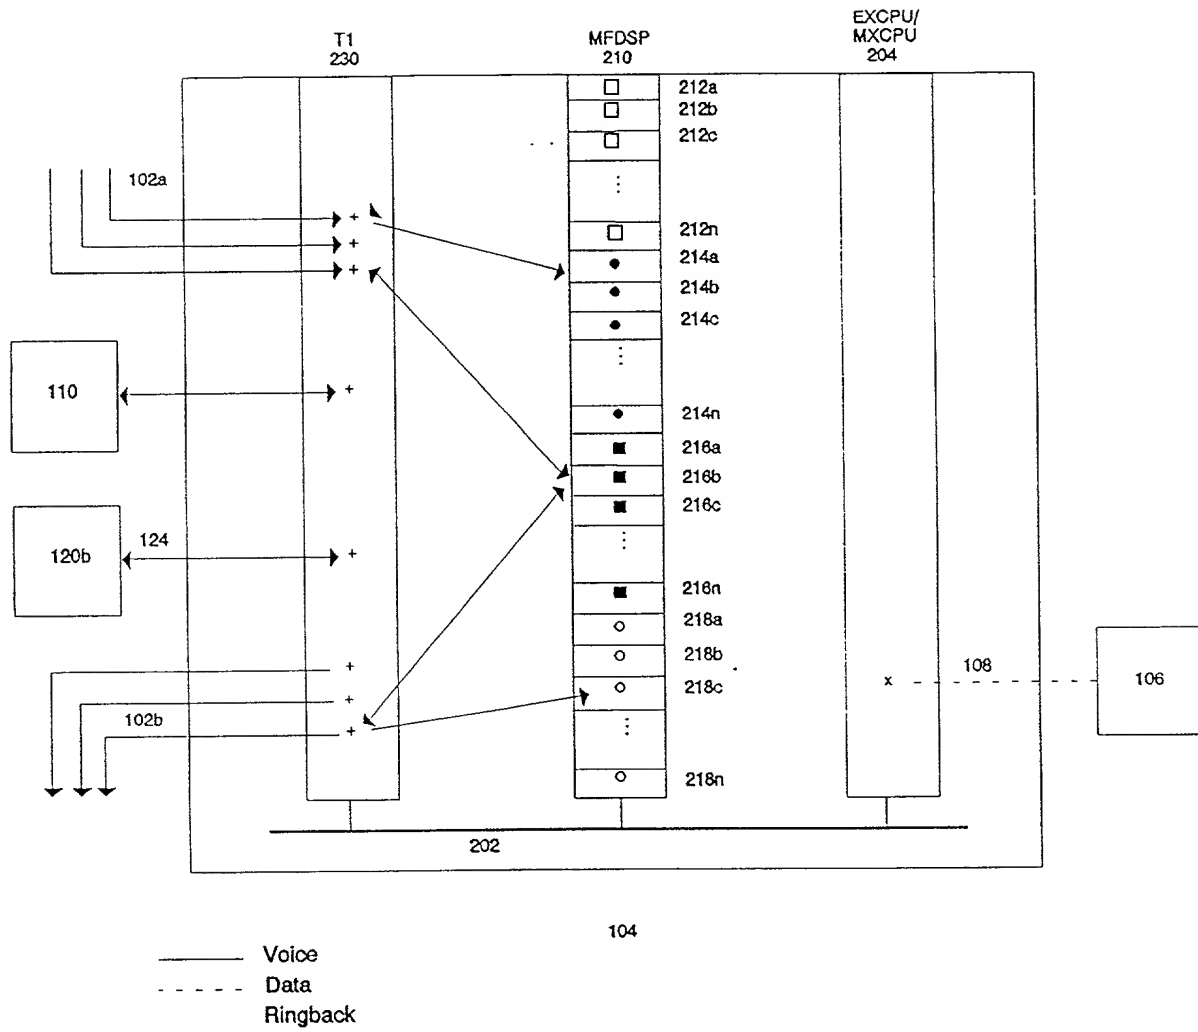 EXCPU/
MXCPU
204
T1
230
MFDSP
210
212a
212b
212c
102a
212n
214a
214b
214c
110
214n
216a
216b
216c
120b
124
216n
218a
218b
218c
108
106
x
102b
218n
202
104
Voice
Data
Ringback